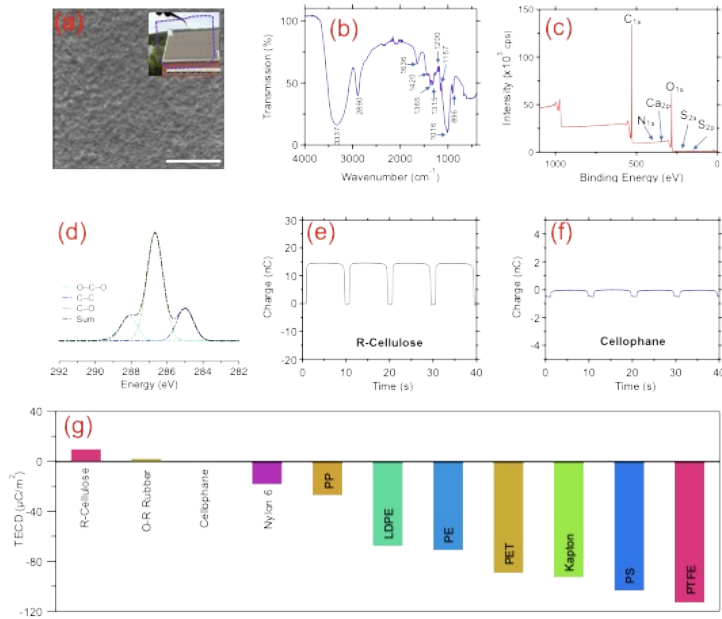 (a)
(b)
Transmission (%)
100
50
0
3337
2890
1636
1420
1365
1315
1200
1157
1016
896
4000
3000
2000
1000
Wavenumber (cm⁻¹)
(c)
Intensity (x10³ cps)
150
100
50
0
C₁ₛ
O₁ₛ
Ca₂ₚ
N₁ₛ
S₂ₛ
S₂ₚ
1000
500
0
Binding Energy (eV)
(d)
O-C-O
C-C
C-O
Sum
292
290
288
286
284
282
Energy (eV)
(e)
Charge (nC)
30
20
10
0
-10
-20
R-Cellulose
0
10
20
30
40
Time (s)
(f)
Charge (nC)
4
2
0
-2
-4
Cellophane
0
10
20
30
40
Time (s)
(g)
TECD (µC/m²)
40
0
-40
-80
-120
R-Cellulose
O-R Rubber
Cellophane
Nylon 6
PP
LDPE
PE
PET
Kapton
PS
PTFE